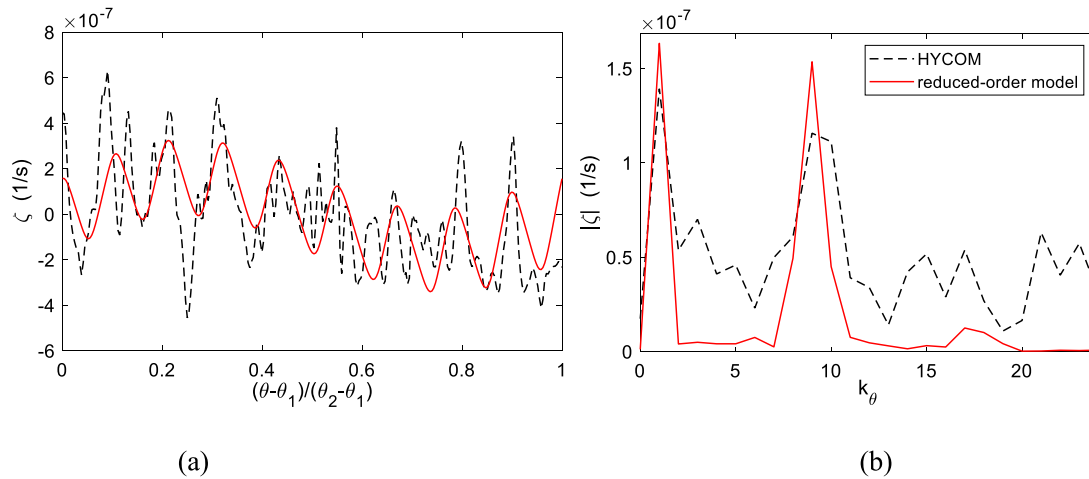 ×10⁻⁷
8
6
4
2
0
-2
-4
-6
ζ (1/s)
0 0.2 0.4 0.6 0.8 1
(θ-θ₁)/(θ₂-θ₁)
(a)
×10⁻⁷
1.5
1
0.5
0
|ζ| (1/s)
0 5 10 15 20
k_θ
HYCOM
reduced-order model
(b)